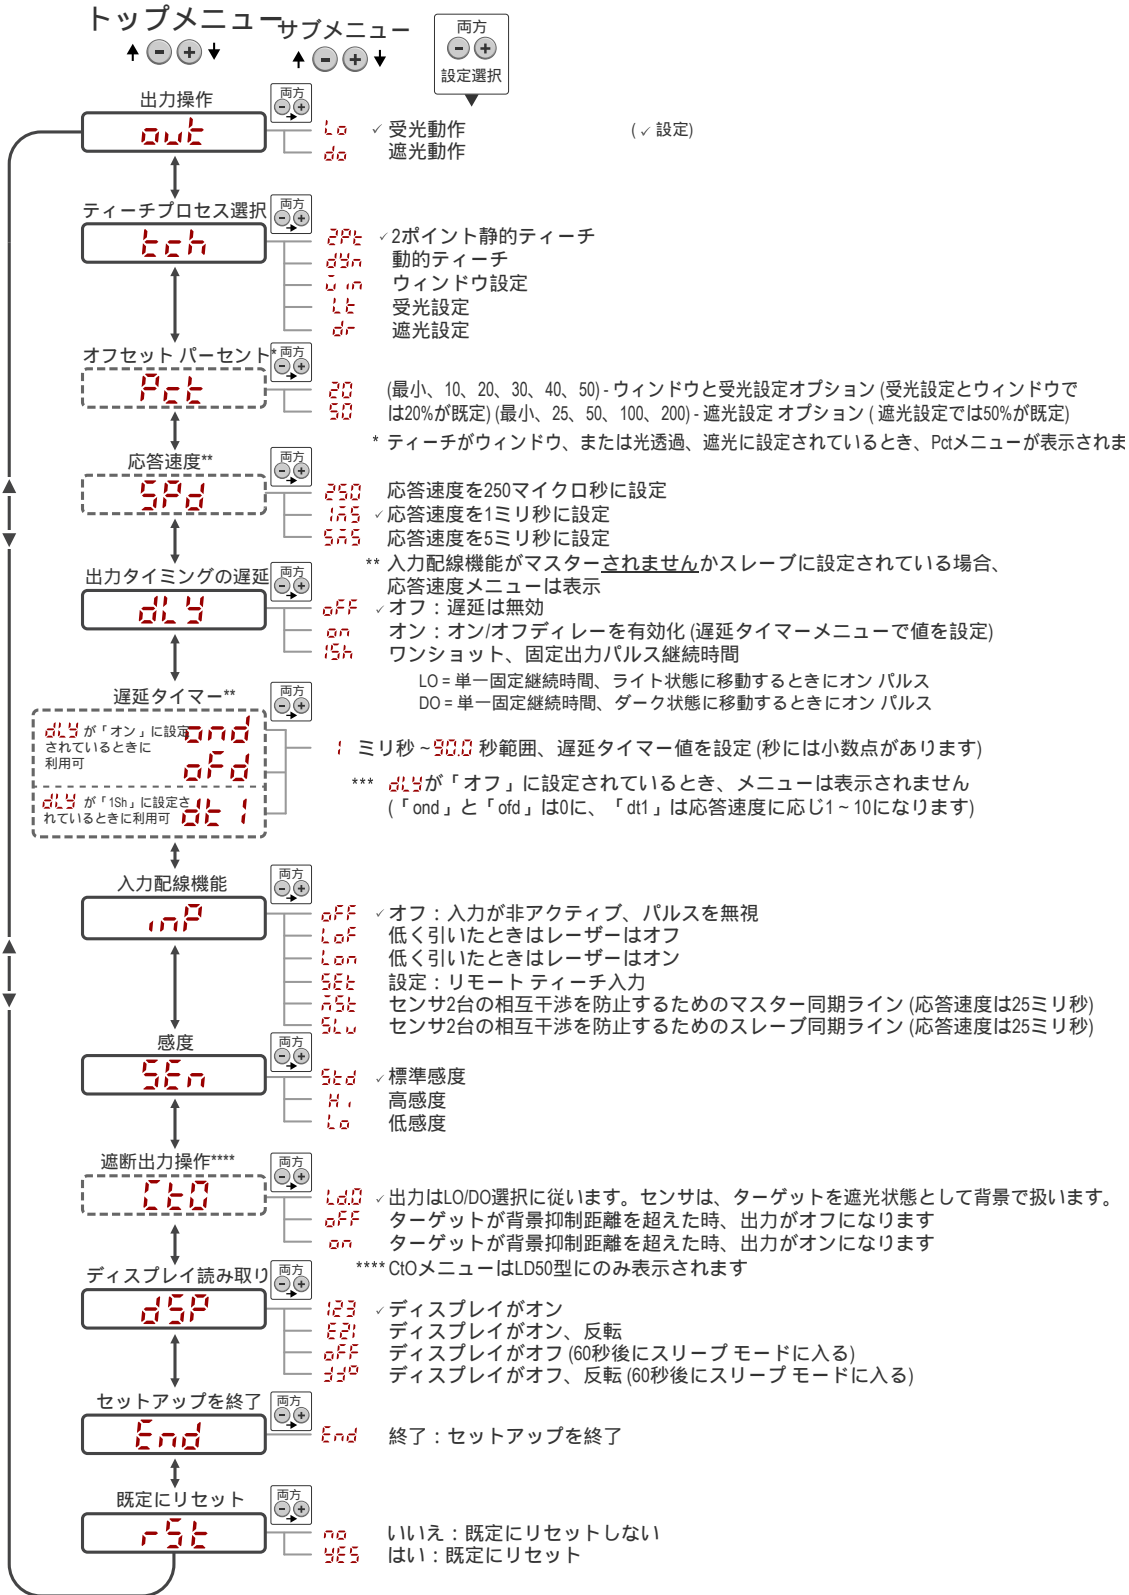 トップメニュー
サブメニュー
両方
設定選択
出力操作
両方
out
Lo ✓ 受光動作
(✓ 設定)
do 遮光動作
ティーチプロセス選択
両方
tch
2Pt ✓ 2ポイント静的ティーチ
dYn 動的ティーチ
Win ウィンドウ設定
Lt 受光設定
dr 遮光設定
オフセット パーセント*
両方
Pct
20 (最小、10、20、30、40、50) - ウィンドウと受光設定オプション (受光設定とウィンドウで
50 は20%が既定) (最小、25、50、100、200) - 遮光設定 オプション ( 遮光設定では50%が既定)
* ティーチがウィンドウ、または光透過、遮光に設定されているとき、Pctメニューが表示されま
応答速度**
両方
SPd
250 応答速度を250マイクロ秒に設定
1mS ✓ 応答速度を1ミリ秒に設定
5mS 応答速度を5ミリ秒に設定
** 入力配線機能がマスターされませんかスレーブに設定されている場合、
応答速度メニューは表示
出力タイミングの遅延
両方
dLY
oFF ✓ オフ：遅延は無効
on オン：オン/オフディレーを有効化 (遅延タイマーメニューで値を設定)
1Sh ワンショット、固定出力パルス継続時間
LO = 単一固定継続時間、ライト状態に移動するときにオン パルス
DO = 単一固定継続時間、ダーク状態に移動するときにオン パルス
遅延タイマー**
両方
dLY が「オン」に設定
されているときに
利用可
ond
oFd
dLY が「1Sh」に設定さ
れているときに利用可
dt1
1 ミリ秒 ~ 90.0 秒範囲、遅延タイマー値を設定 (秒には小数点があります)
*** dLYが「オフ」に設定されているとき、メニューは表示されません
(「ond」と「ofd」は0に、「dt1」は応答速度に応じ1 ~ 10になります)
入力配線機能
両方
inP
oFF ✓ オフ：入力が非アクティブ、パルスを無視
LoF 低く引いたときはレーザーはオフ
Lon 低く引いたときはレーザーはオン
SEt 設定：リモート ティーチ入力
mSt センサ2台の相互干渉を防止するためのマスター同期ライン (応答速度は25ミリ秒)
SLv センサ2台の相互干渉を防止するためのスレーブ同期ライン (応答速度は25ミリ秒)
感度
両方
SEn
Std ✓ 標準感度
Hi 高感度
Lo 低感度
遮断出力操作****
両方
CtO
Ld.O ✓ 出力はLO/DO選択に従います。センサは、ターゲットを遮光状態として背景で扱います。
oFF ターゲットが背景抑制距離を超えた時、出力がオフになります
on ターゲットが背景抑制距離を超えた時、出力がオンになります
**** CtOメニューはLD50型にのみ表示されます
ディスプレイ読み取り
両方
dSP
123 ✓ ディスプレイがオン
ディスプレイがオン、反転
oFF ディスプレイがオフ (60秒後にスリープ モードに入る)
ディスプレイがオフ、反転 (60秒後にスリープ モードに入る)
セットアップを終了
両方
End
End 終了：セットアップを終了
既定にリセット
両方
rSt
no いいえ：既定にリセットしない
YES はい：既定にリセット